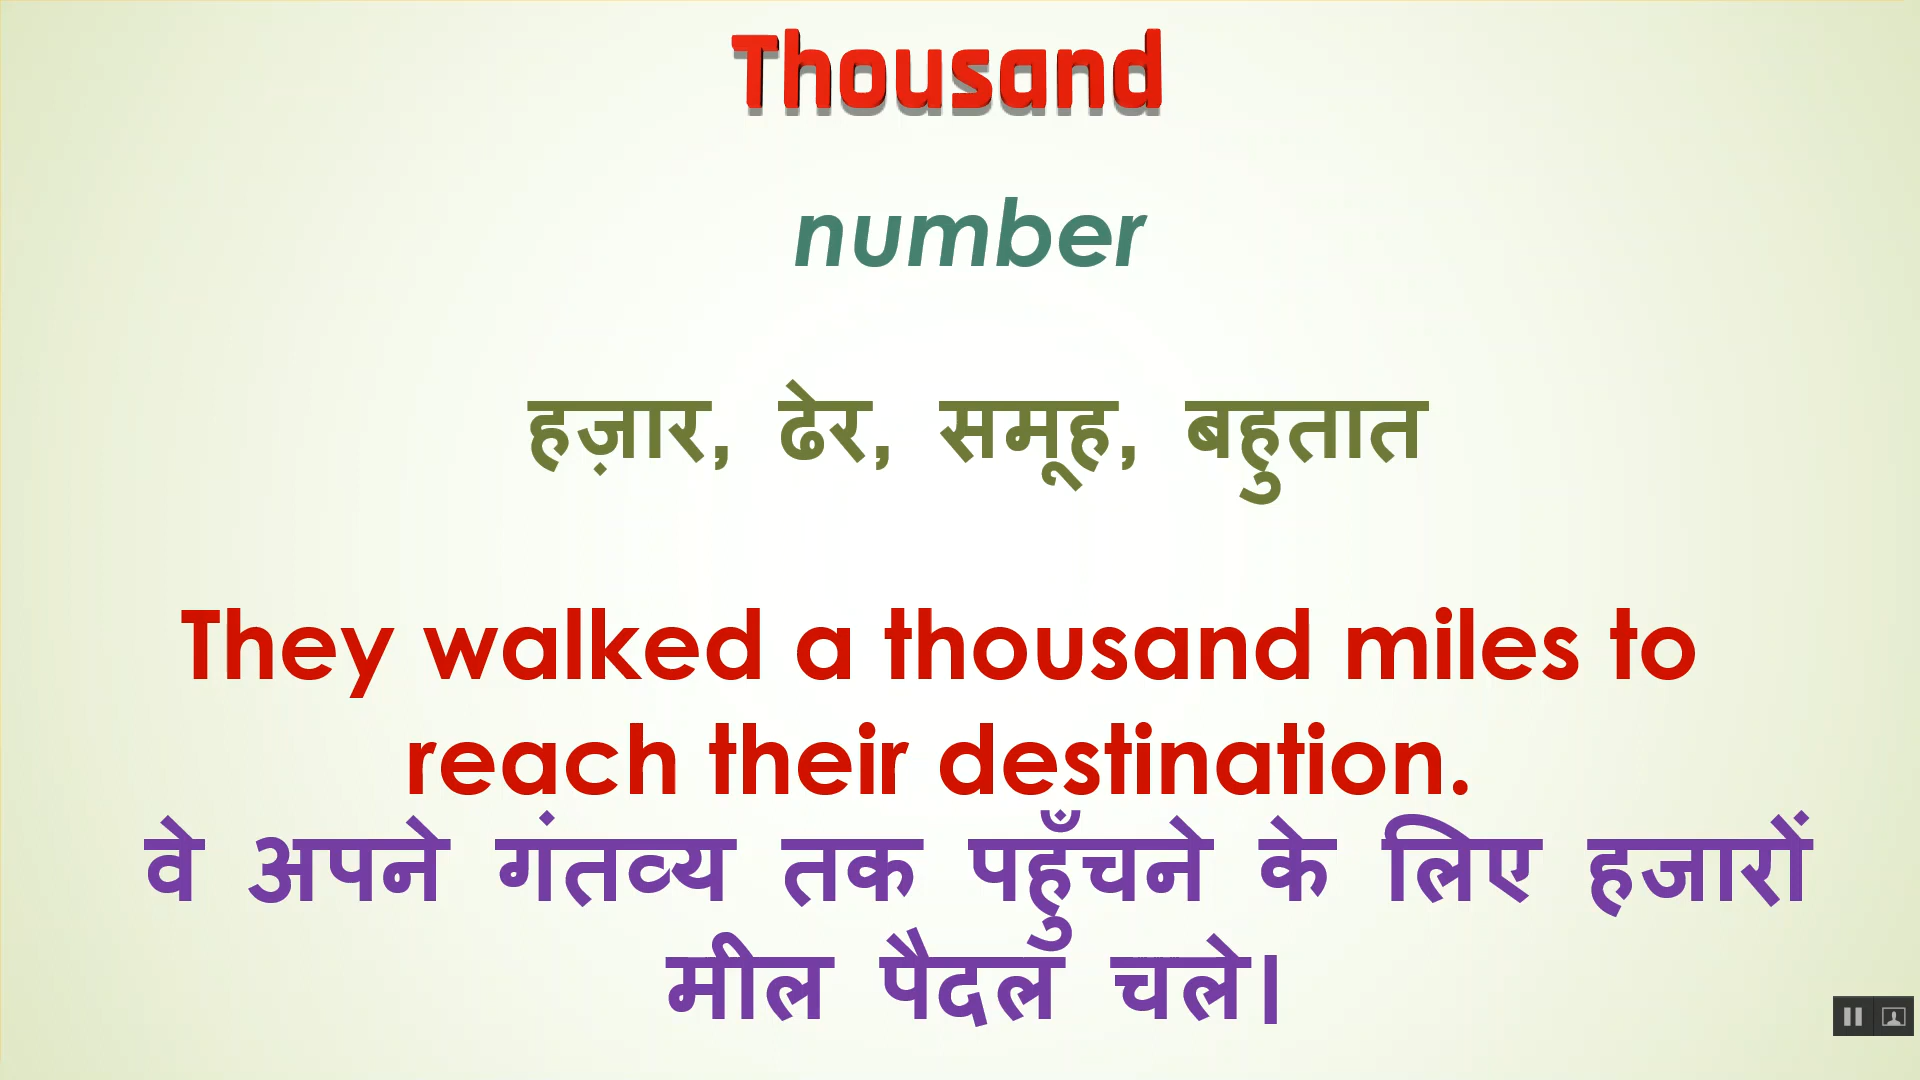 Thousand
number
हज़ार, ढेर, समूह, बहुतात
They walked a thousand miles to
reach their destination.
वे अपने गंतव्य तक पहुँचने के लिए हजारों
मील पैदल चले।